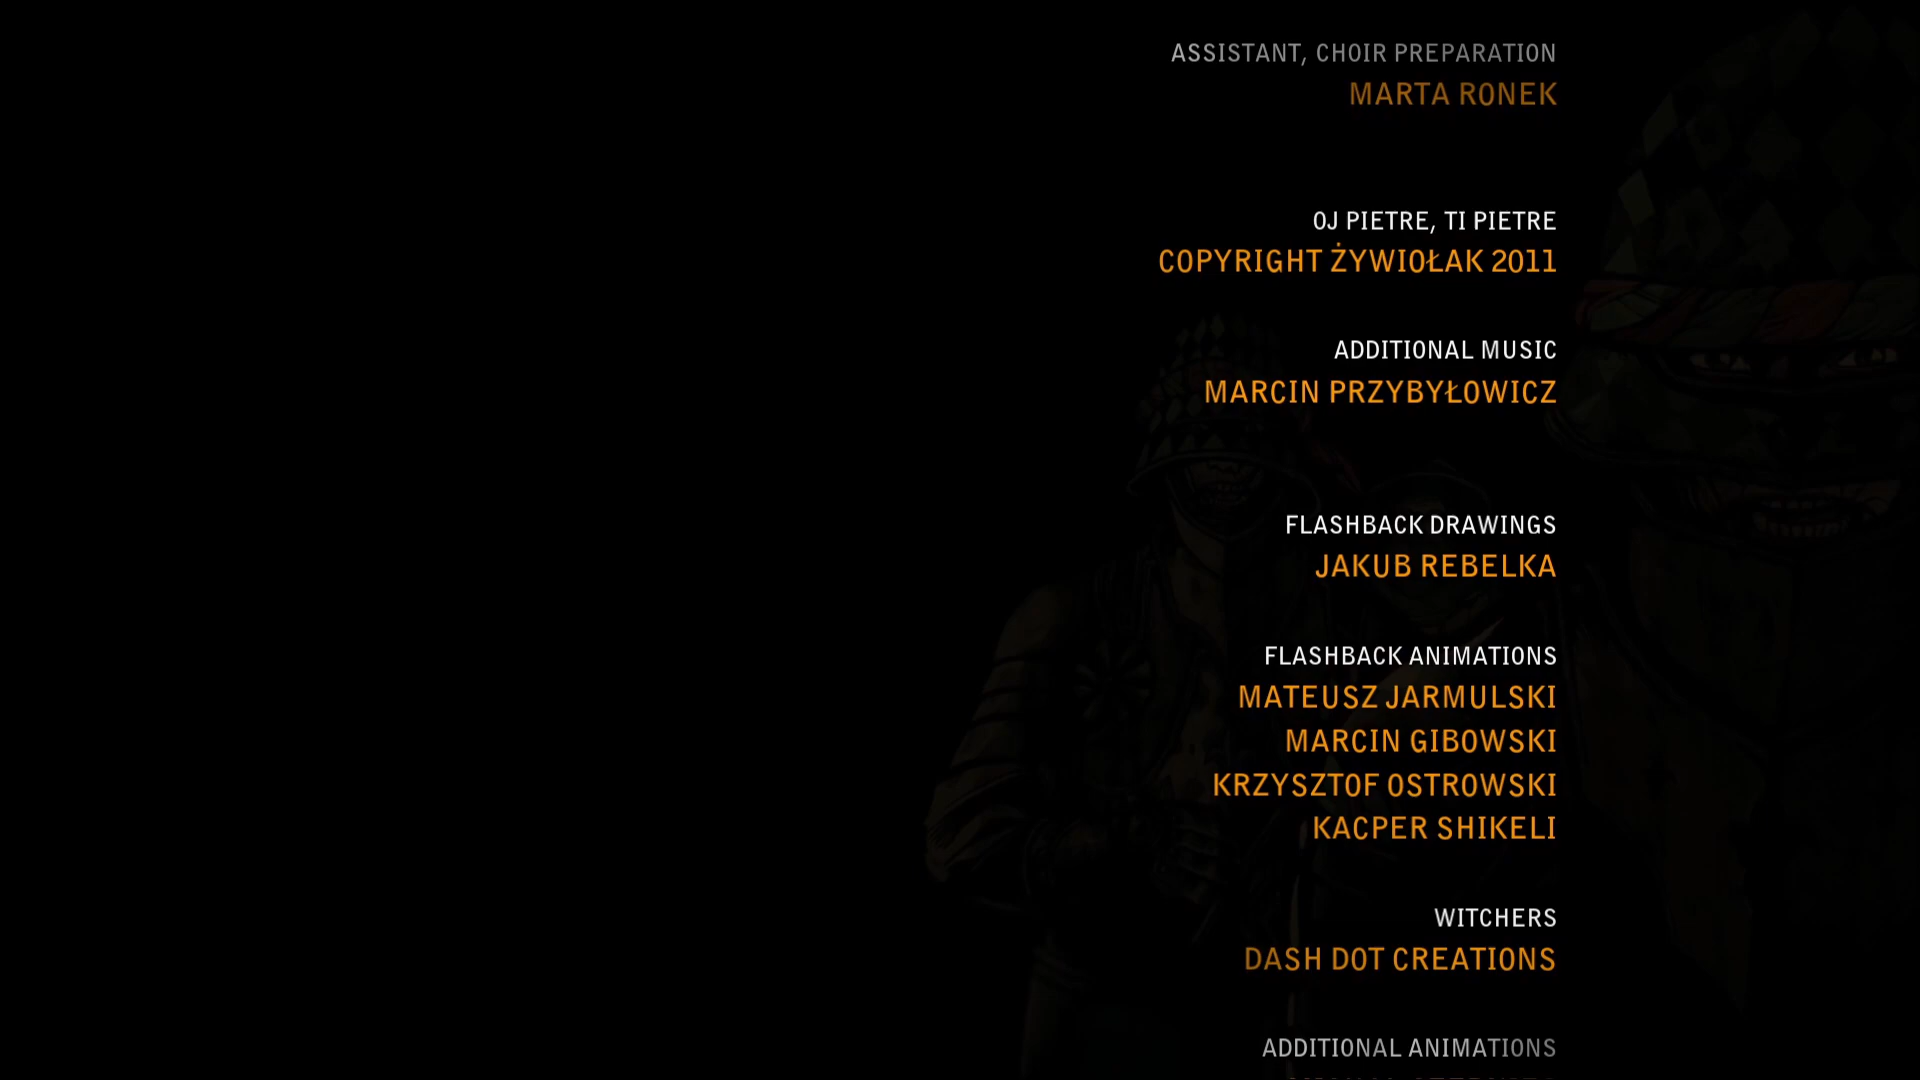 ASSISTANT, CHOIR PREPARATION
MARTA RONEK
OJ PIETRE, TI PIETRE
COPYRIGHT ŻYWIOŁAK 2011
ADDITIONAL MUSIC
MARCIN PRZYBYŁOWICZ
FLASHBACK DRAWINGS
JAKUB REBELKA
FLASHBACK ANIMATIONS
MATEUSZ JARMULSKI
MARCIN GIBOWSKI
KRZYSZTOF OSTROWSKI
KACPER SHIKELI
WITCHERS
DASH DOT CREATIONS
ADDITIONAL ANIMATIONS